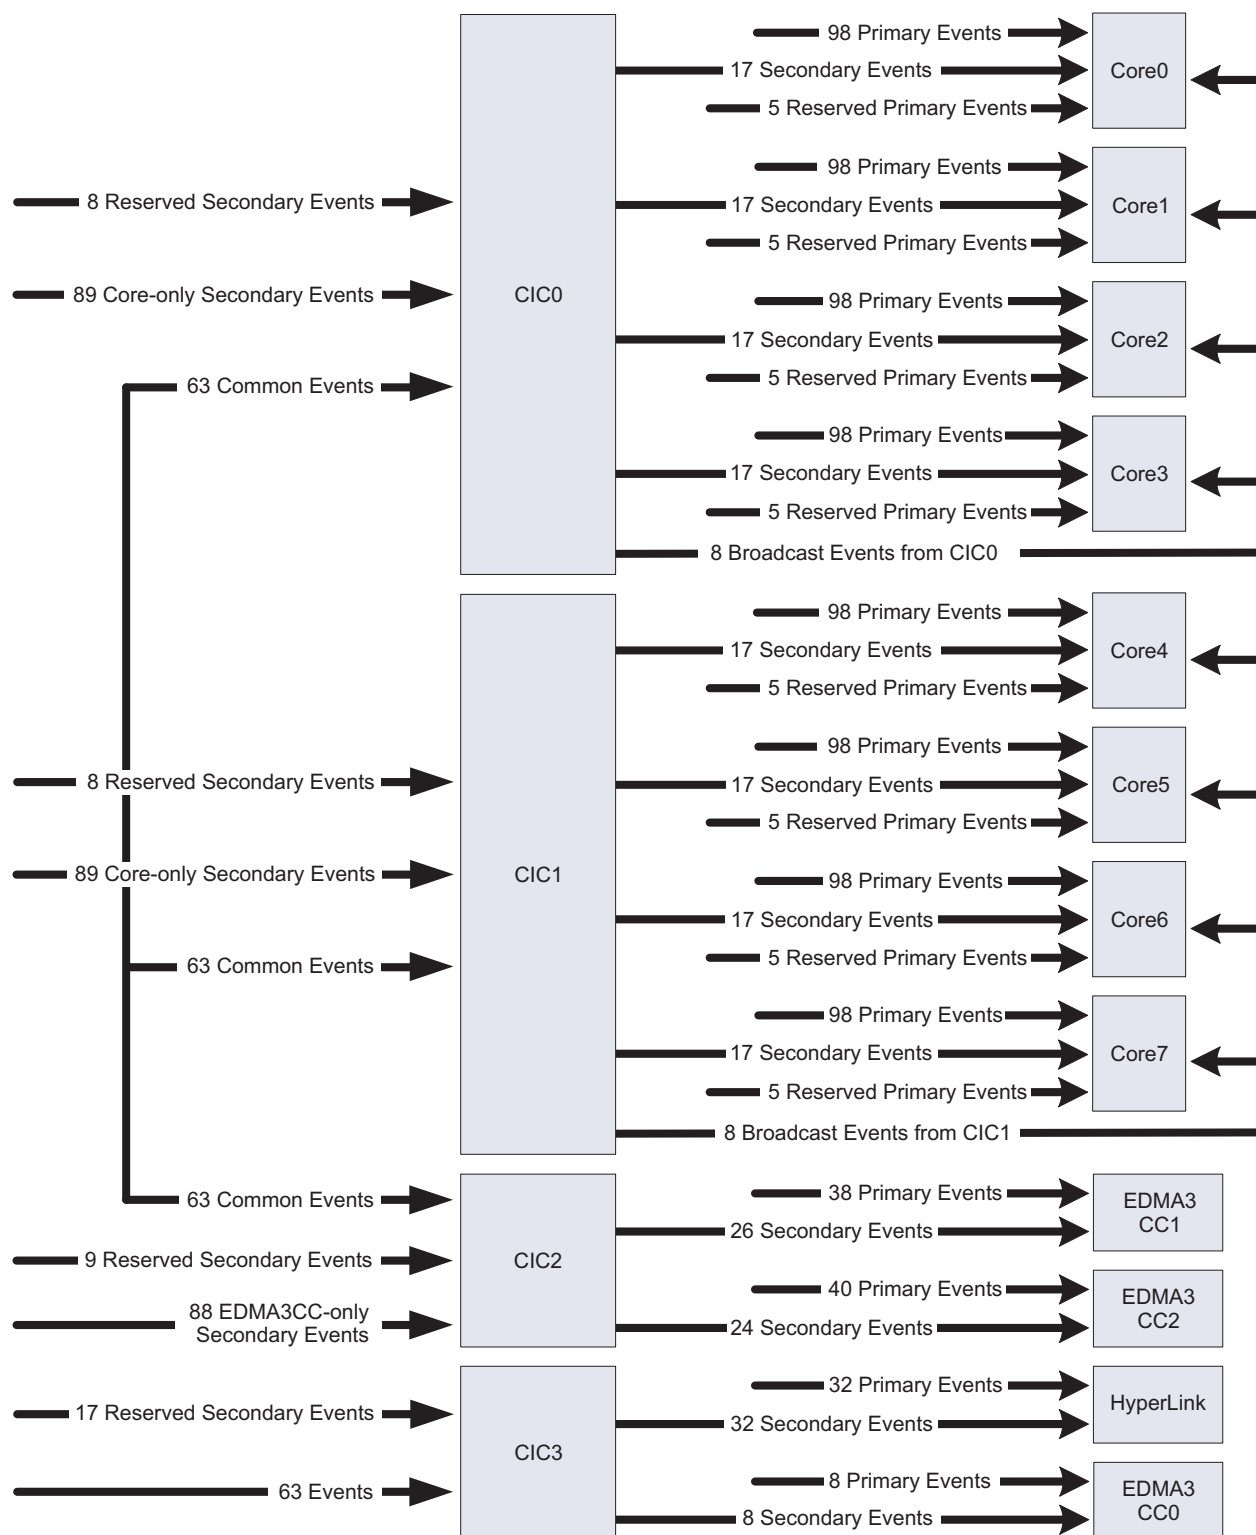 98 Primary Events
17 Secondary Events
5 Reserved Primary Events
Core0
8 Reserved Secondary Events
89 Core-only Secondary Events
63 Common Events
CIC0
98 Primary Events
17 Secondary Events
5 Reserved Primary Events
Core1
98 Primary Events
17 Secondary Events
5 Reserved Primary Events
Core2
98 Primary Events
17 Secondary Events
5 Reserved Primary Events
Core3
8 Broadcast Events from CIC0
98 Primary Events
17 Secondary Events
5 Reserved Primary Events
Core4
8 Reserved Secondary Events
89 Core-only Secondary Events
63 Common Events
CIC1
98 Primary Events
17 Secondary Events
5 Reserved Primary Events
Core5
98 Primary Events
17 Secondary Events
5 Reserved Primary Events
Core6
98 Primary Events
17 Secondary Events
5 Reserved Primary Events
Core7
8 Broadcast Events from CIC1
63 Common Events
9 Reserved Secondary Events
88 EDMA3CC-only
Secondary Events
CIC2
38 Primary Events
26 Secondary Events
EDMA3
CC1
40 Primary Events
24 Secondary Events
EDMA3
CC2
17 Reserved Secondary Events
63 Events
CIC3
32 Primary Events
32 Secondary Events
HyperLink
8 Primary Events
8 Secondary Events
EDMA3
CC0